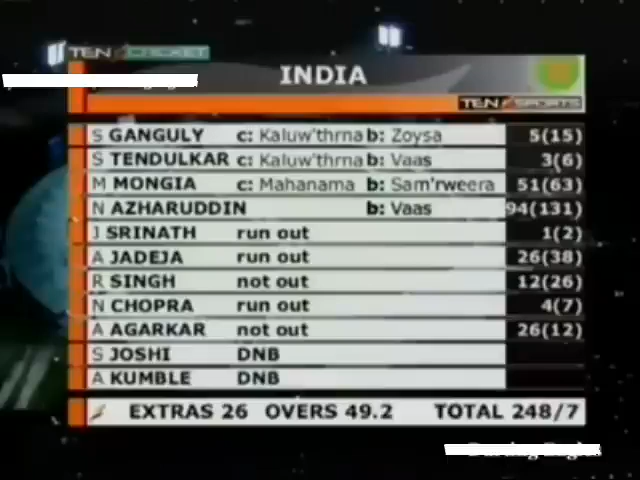 TEN CRICKET
INDIA
TEN SPORTS
S GANGULY c: Kaluw'thrna b: Zoysa 5(15)
S TENDULKAR c: Kaluw'thrna b: Vaas 3(6)
M MONGIA c: Mahanama b: Sam'rweera 51(63)
N AZHARUDDIN b: Vaas 94(131)
J SRINATH run out 1(2)
A JADEJA run out 26(38)
R SINGH not out 12(26)
N CHOPRA run out 4(7)
A AGARKAR not out 26(12)
S JOSHI DNB
A KUMBLE DNB
EXTRAS 26 OVERS 49.2 TOTAL 248/7